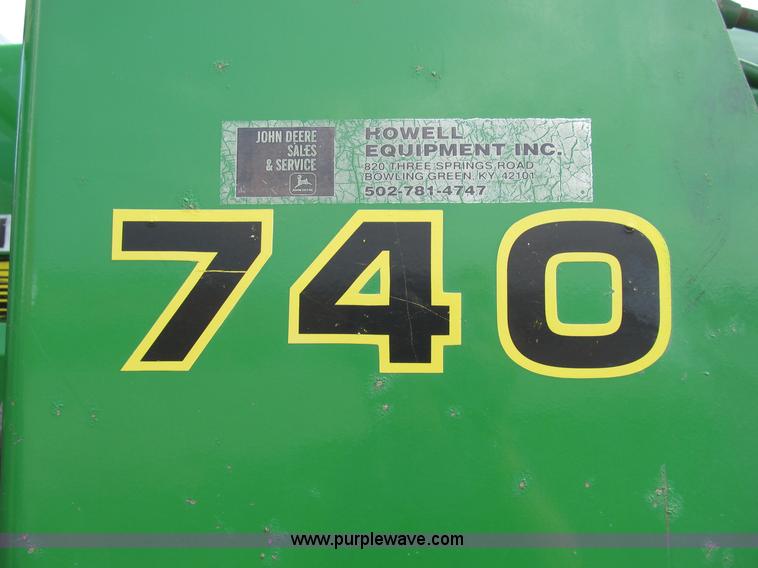 JOHN DEERE
SALES
& SERVICE
HOWELL
EQUIPMENT INC.
820 THREE SPRINGS ROAD
BOWLING GREEN, KY 42101
502-781-4747
740
www.purplewave.com